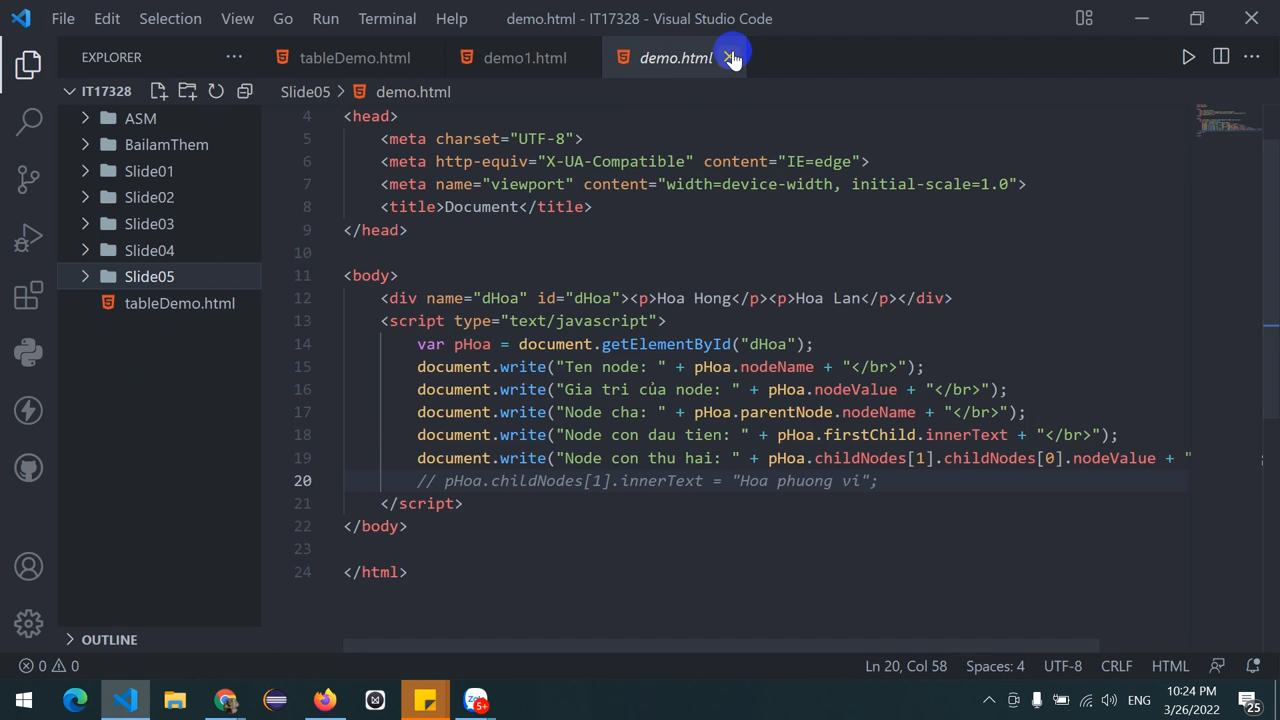 File Edit Selection View Go Run Terminal Help demo.html - IT17328 - Visual Studio Code
EXPLORER ··· tableDemo.html demo1.html demo.html
IT17328 Slide05 > demo.html
ASM
BailamThem
Slide01
Slide02
Slide03
Slide04
Slide05
tableDemo.html
4 <head>
5 <meta charset="UTF-8">
6 <meta http-equiv="X-UA-Compatible" content="IE=edge">
7 <meta name="viewport" content="width=device-width, initial-scale=1.0">
8 <title>Document</title>
9 </head>
10
11 <body>
12 <div name="dHoa" id="dHoa"><p>Hoa Hong</p><p>Hoa Lan</p></div>
13 <script type="text/javascript">
14 var pHoa = document.getElementById("dHoa");
15 document.write("Ten node: " + pHoa.nodeName + "</br>");
16 document.write("Gia tri của node: " + pHoa.nodeValue + "</br>");
17 document.write("Node cha: " + pHoa.parentNode.nodeName + "</br>");
18 document.write("Node con dau tien: " + pHoa.firstChild.innerText + "</br>");
19 document.write("Node con thu hai: " + pHoa.childNodes[1].childNodes[0].nodeValue + "
20 // pHoa.childNodes[1].innerText = "Hoa phuong vi";
21 </script>
22 </body>
23
24 </html>
OUTLINE
0 0 Ln 20, Col 58 Spaces: 4 UTF-8 CRLF HTML
Zalo 5+ ENG 10:24 PM
3/26/2022 25